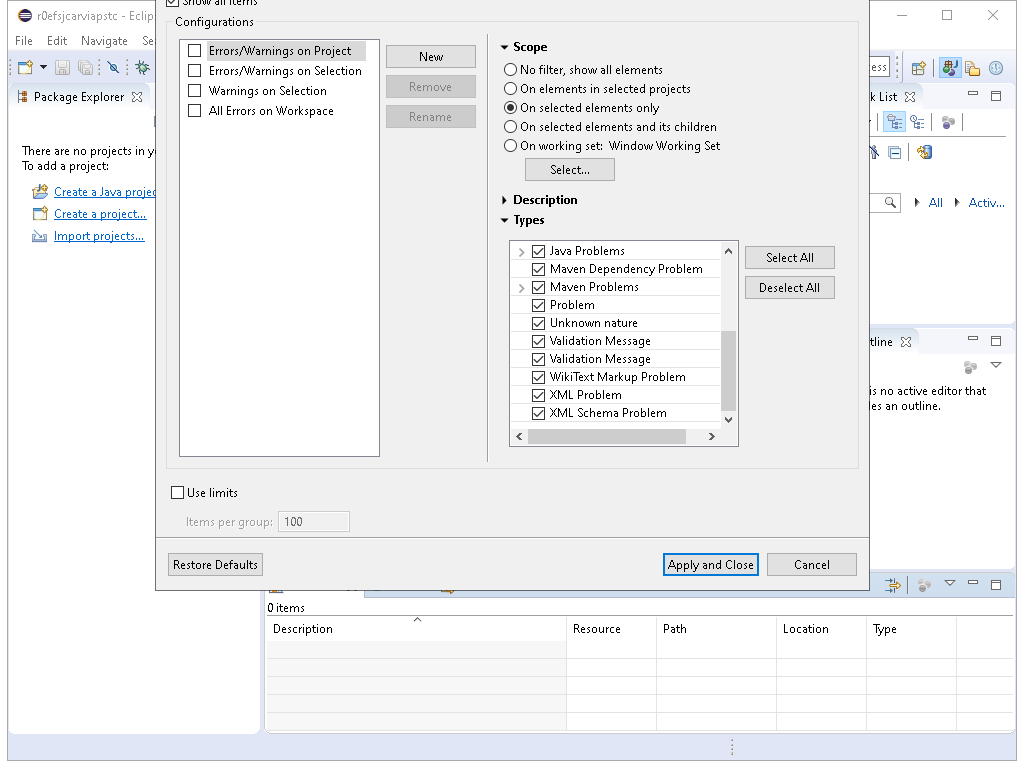 r0efsjcarviapstc - Eclip
Show all items
File Edit Navigate Se
Configurations
Errors/Warnings on Project
Errors/Warnings on Selection
Warnings on Selection
All Errors on Workspace
New
Remove
Rename
Scope
No filter, show all elements
On elements in selected projects
On selected elements only
On selected elements and its children
On working set: Window Working Set
Select...
Description
Types
Java Problems
Maven Dependency Problem
Maven Problems
Problem
Unknown nature
Validation Message
Validation Message
WikiText Markup Problem
XML Problem
XML Schema Problem
Select All
Deselect All
Use limits
Items per group: 100
Restore Defaults
Apply and Close
Cancel
Package Explorer
There are no projects in y
To add a project:
Create a Java projec
Create a project...
Import projects...
ess
k List
All Activ...
tline
is no active editor that
es an outline.
0 items
Description Resource Path Location Type